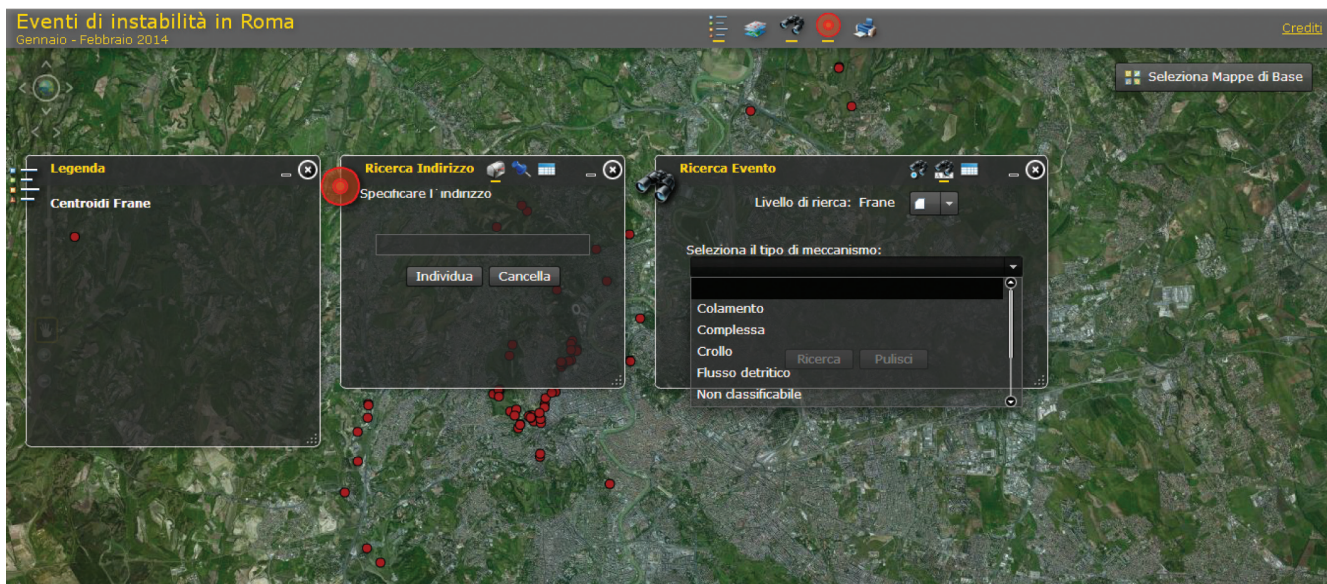 Eventi di instabilità in Roma
Gennaio - Febbraio 2014
Crediti
Seleziona Mappe di Base
Legenda
Centroidi Frane
Ricerca Indirizzo
Specificare l`indirizzo
Individua
Cancella
Ricerca Evento
Livello di rierca: Frane
Seleziona il tipo di meccanismo:
Colamento
Complessa
Crollo
Flusso detritico
Non classificabile
Ricerca
Pulisci